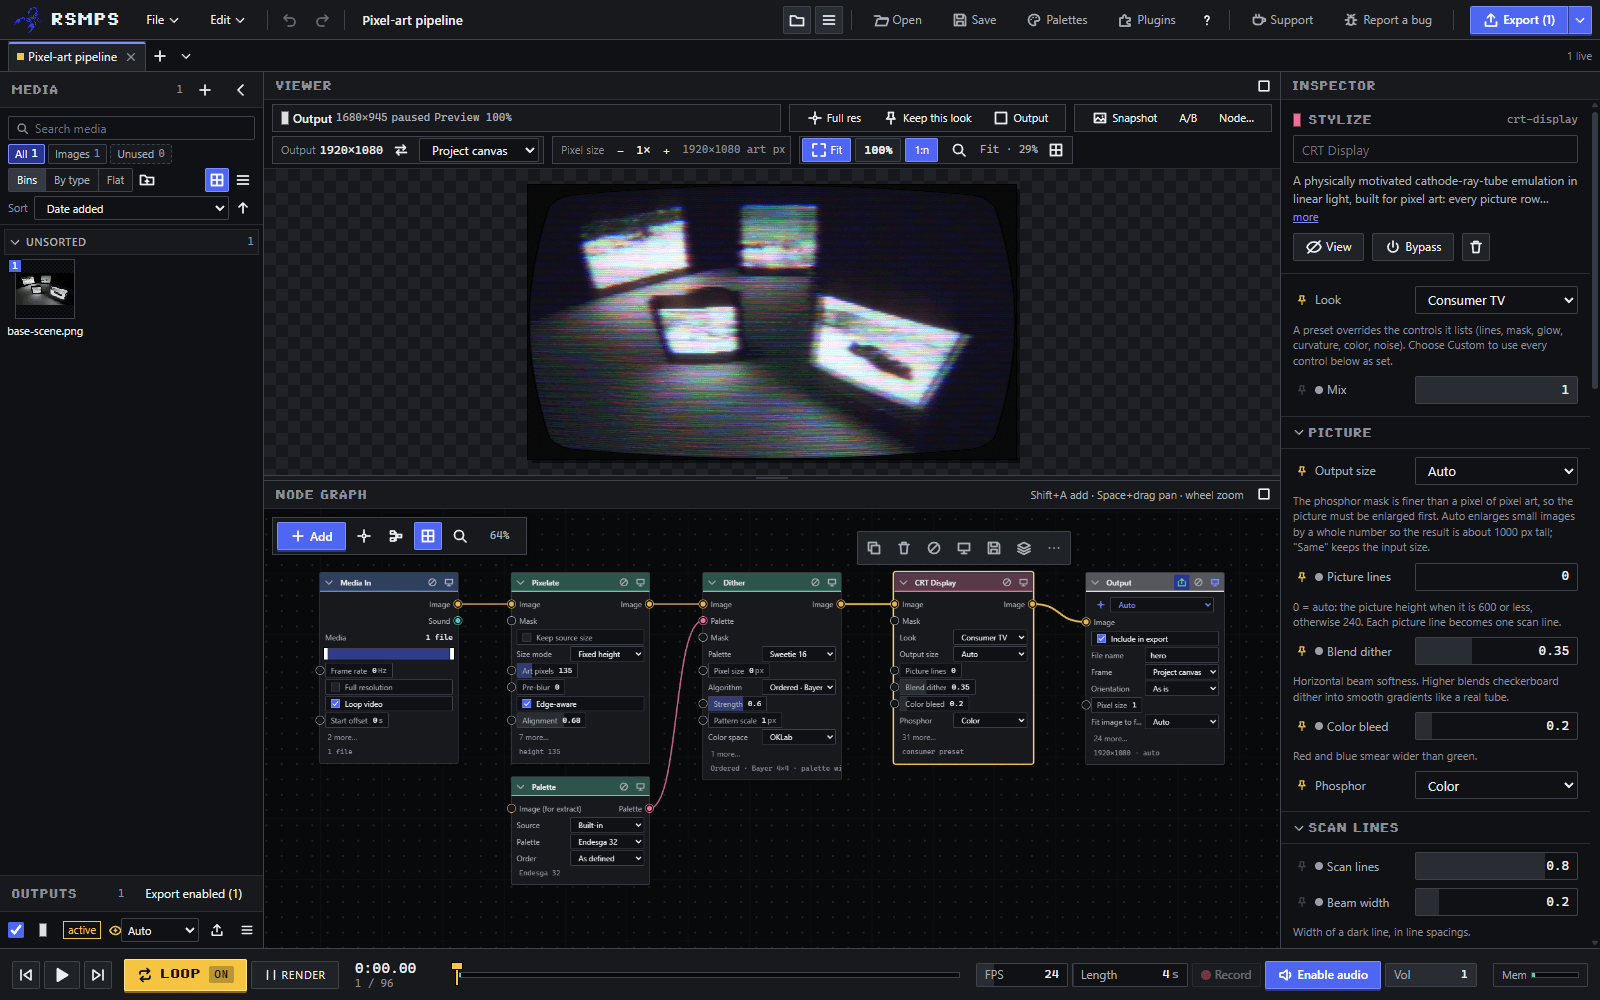 RSMPS File Edit Pixel-art pipeline Open Save Palettes Plugins ? Support Report a bug Export (1)
Pixel-art pipeline 1 live
MEDIA 1
Search media
All 1 Images 1 Unused 0
Bins By type Flat
Sort Date added
UNSORTED 1
1
base-scene.png
OUTPUTS 1 Export enabled (1)
active Auto
VIEWER
Output 1680×945 paused Preview 100% Full res Keep this look Output Snapshot A/B Node...
Output 1920×1080 Project canvas Pixel size − 1× + 1920×1080 art px Fit 100% 1:n Fit · 29%
NODE GRAPH Shift+A add · Space+drag pan · wheel zoom
Add 64%
Media In
Image
Sound
Media 1 file
Frame rate 0Hz
Full resolution
Loop video
Start offset 0s
2 more...
1 file
Pixelate
Image Image
Mask
Keep source size
Size mode Fixed height
Art pixels 135
Pre-blur 0
Edge-aware
Alignment 0.68
7 more...
height 135
Palette
Image (for extract) Palette
Source Built-in
Palette Endesga 32
Order As defined
Endesga 32
Dither
Image Image
Palette
Mask
Palette Sweetie 16
Pixel size 0px
Algorithm Ordered - Bayer
Strength 0.6
Pattern scale 1px
Color space OKLab
1 more...
Ordered · Bayer 4×4 · palette wi
CRT Display
Image Image
Mask
Look Consumer TV
Output size Auto
Picture lines 0
Blend dither 0.35
Color bleed 0.2
Phosphor Color
31 more...
consumer preset
Output
Auto
Image
Include in export
File name hero
Frame Project canvas
Orientation As is
Pixel size 1
Fit image to f... Auto
24 more...
1920×1080 · auto
INSPECTOR
STYLIZE crt-display
CRT Display
A physically motivated cathode-ray-tube emulation in
linear light, built for pixel art: every picture row...
more
View Bypass
Look Consumer TV
A preset overrides the controls it lists (lines, mask, glow,
curvature, color, noise). Choose Custom to use every
control below as set.
Mix 1
PICTURE
Output size Auto
The phosphor mask is finer than a pixel of pixel art, so the
picture must be enlarged first. Auto enlarges small images
by a whole number so the result is about 1000 px tall;
"Same" keeps the input size.
Picture lines 0
0 = auto: the picture height when it is 600 or less,
otherwise 240. Each picture line becomes one scan line.
Blend dither 0.35
Horizontal beam softness. Higher blends checkerboard
dither into smooth gradients like a real tube.
Color bleed 0.2
Red and blue smear wider than green.
Phosphor Color
SCAN LINES
Scan lines 0.8
Beam width 0.2
Width of a dark line, in line spacings.
LOOP ON RENDER 0:00.00
1 / 96
FPS 24 Length 4 s Record Enable audio Vol 1 Mem